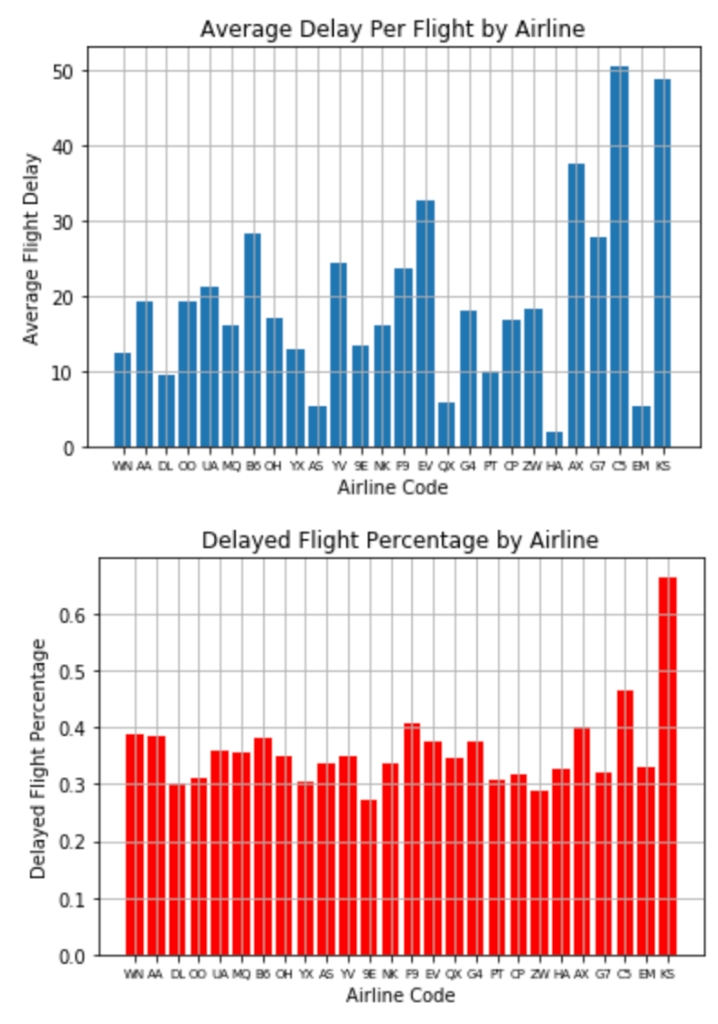 Average Delay Per Flight by Airline
50
40
30
20
10
0
Average Flight Delay
WN AA DL OO UA MQ B6 OH YX AS YV 9E NK F9 EV QX G4 PT CP ZW HA AX G7 C5 EM KS
Airline Code
Delayed Flight Percentage by Airline
0.6
0.5
0.4
0.3
0.2
0.1
0.0
Delayed Flight Percentage
WN AA DL OO UA MQ B6 OH YX AS YV 9E NK F9 EV QX G4 PT CP ZW HA AX G7 C5 EM KS
Airline Code